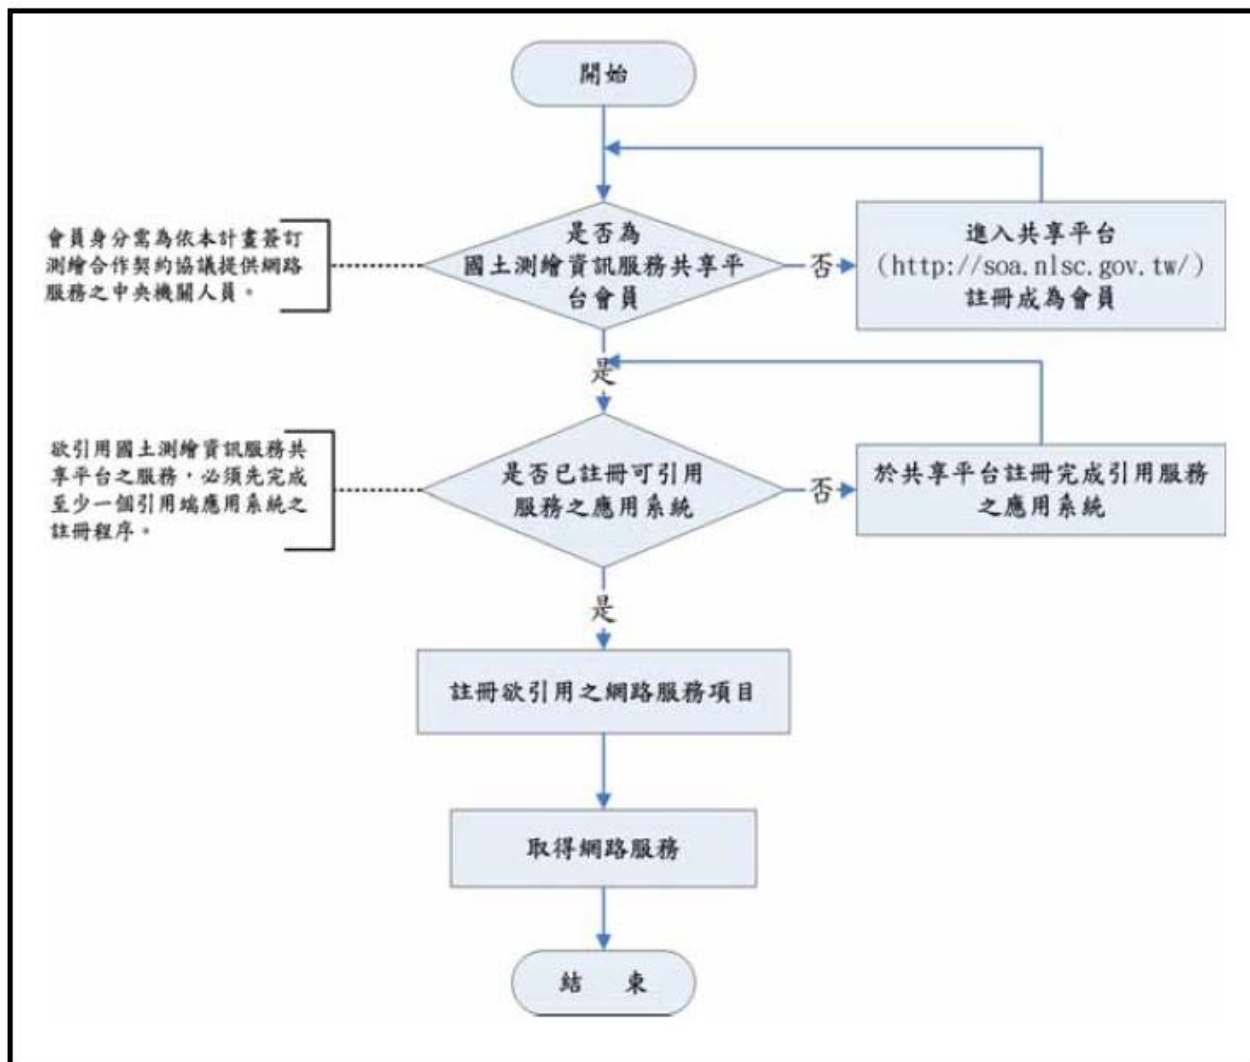 開始
會員身分需為依本計畫簽訂
測繪合作契約協議提供網路
服務之中央機關人員。
是否為
國土測繪資訊服務共享平
台會員
否
進入共享平台
(http://soa.nlsc.gov.tw/)
註冊成為會員
是
欲引用國土測繪資訊服務共
享平台之服務，必須先完成
至少一個引用端應用系統之
註冊程序。
是否已註冊可引用
服務之應用系統
否
於共享平台註冊完成引用服務
之應用系統
是
註冊欲引用之網路服務項目
取得網路服務
結 束